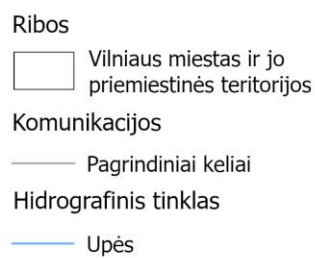 Ribos
Vilniaus miestas ir jo
priemiestinės teritorijos
Komunikacijos
Pagrindiniai keliai
Hidrografinis tinklas
Upės